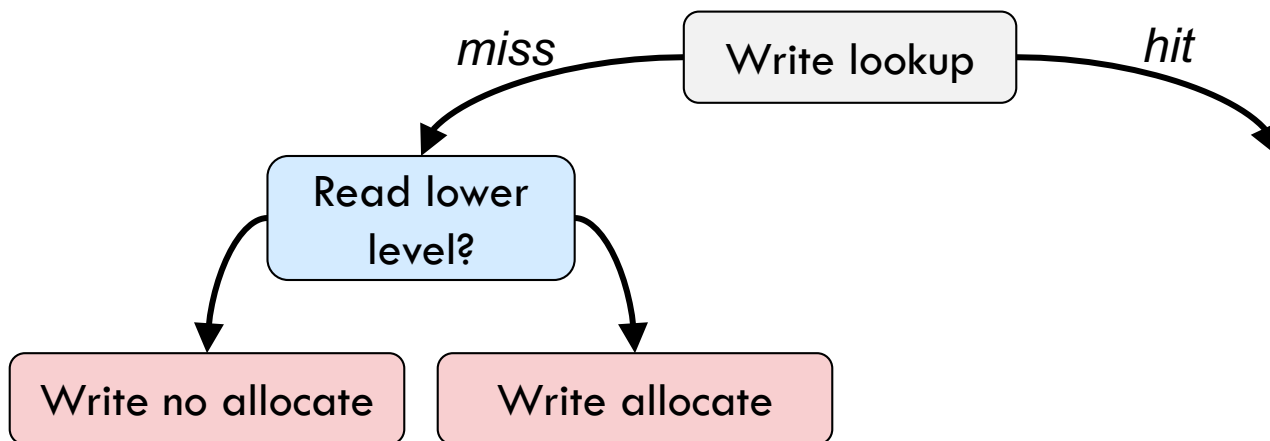 miss
Write lookup
hit
Read lower
level?
Write no allocate
Write allocate